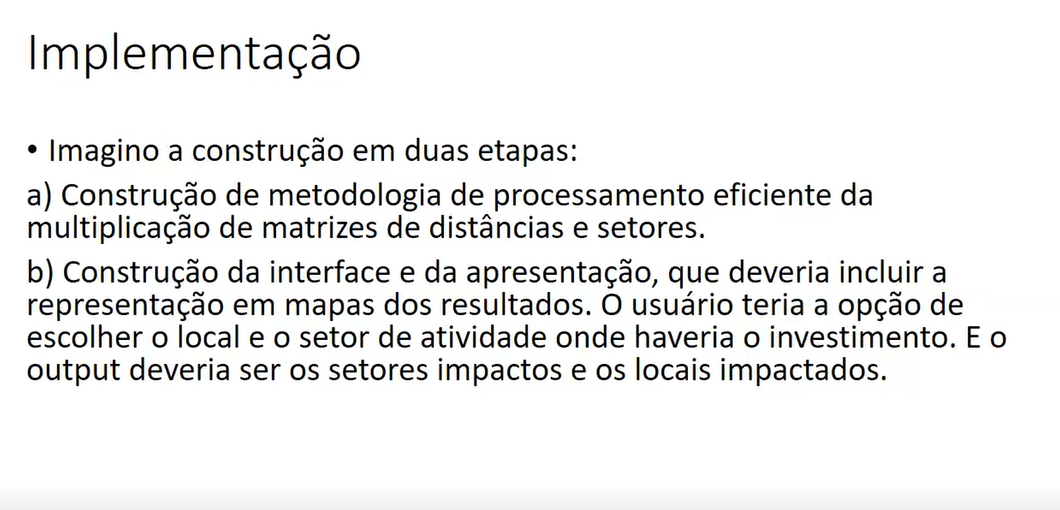 Implementação
• Imagino a construção em duas etapas:
a) Construção de metodologia de processamento eficiente da
multiplicação de matrizes de distâncias e setores.
b) Construção da interface e da apresentação, que deveria incluir a
representação em mapas dos resultados. O usuário teria a opção de
escolher o local e o setor de atividade onde haveria o investimento. E o
output deveria ser os setores impactos e os locais impactados.